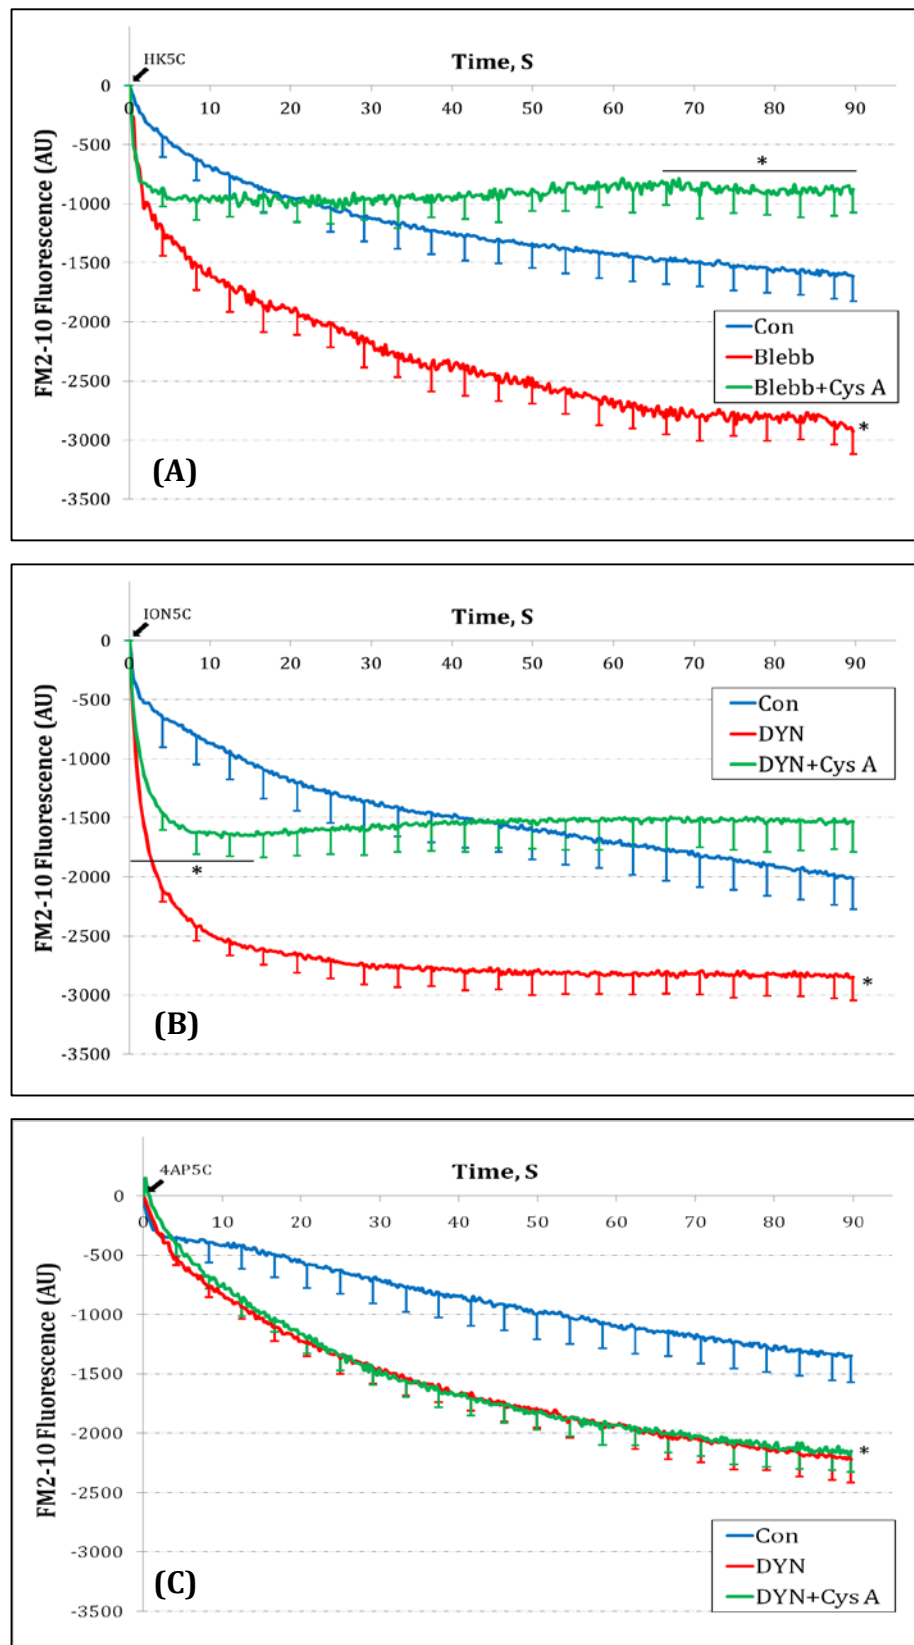 HK5C
Time, S
0
0 10 20 30 40 50 60 70 80 90
-500
*
-1000
-1500
Con
Blebb
Blebb+Cys A
-2000
-2500
-3000
*
-3500
FM2-10 Fluorescence (AU)
(A)
ION5C
Time, S
0
0 10 20 30 40 50 60 70 80 90
-500
Con
DYN
DYN+Cys A
-1000
-1500
*
-2000
-2500
-3000
*
-3500
FM2-10 Fluorescence (AU)
(B)
4AP5C
Time, S
0
0 10 20 30 40 50 60 70 80 90
-500
-1000
-1500
-2000
*
-2500
-3000
Con
DYN
DYN+Cys A
-3500
FM2-10 Fluorescence (AU)
(C)